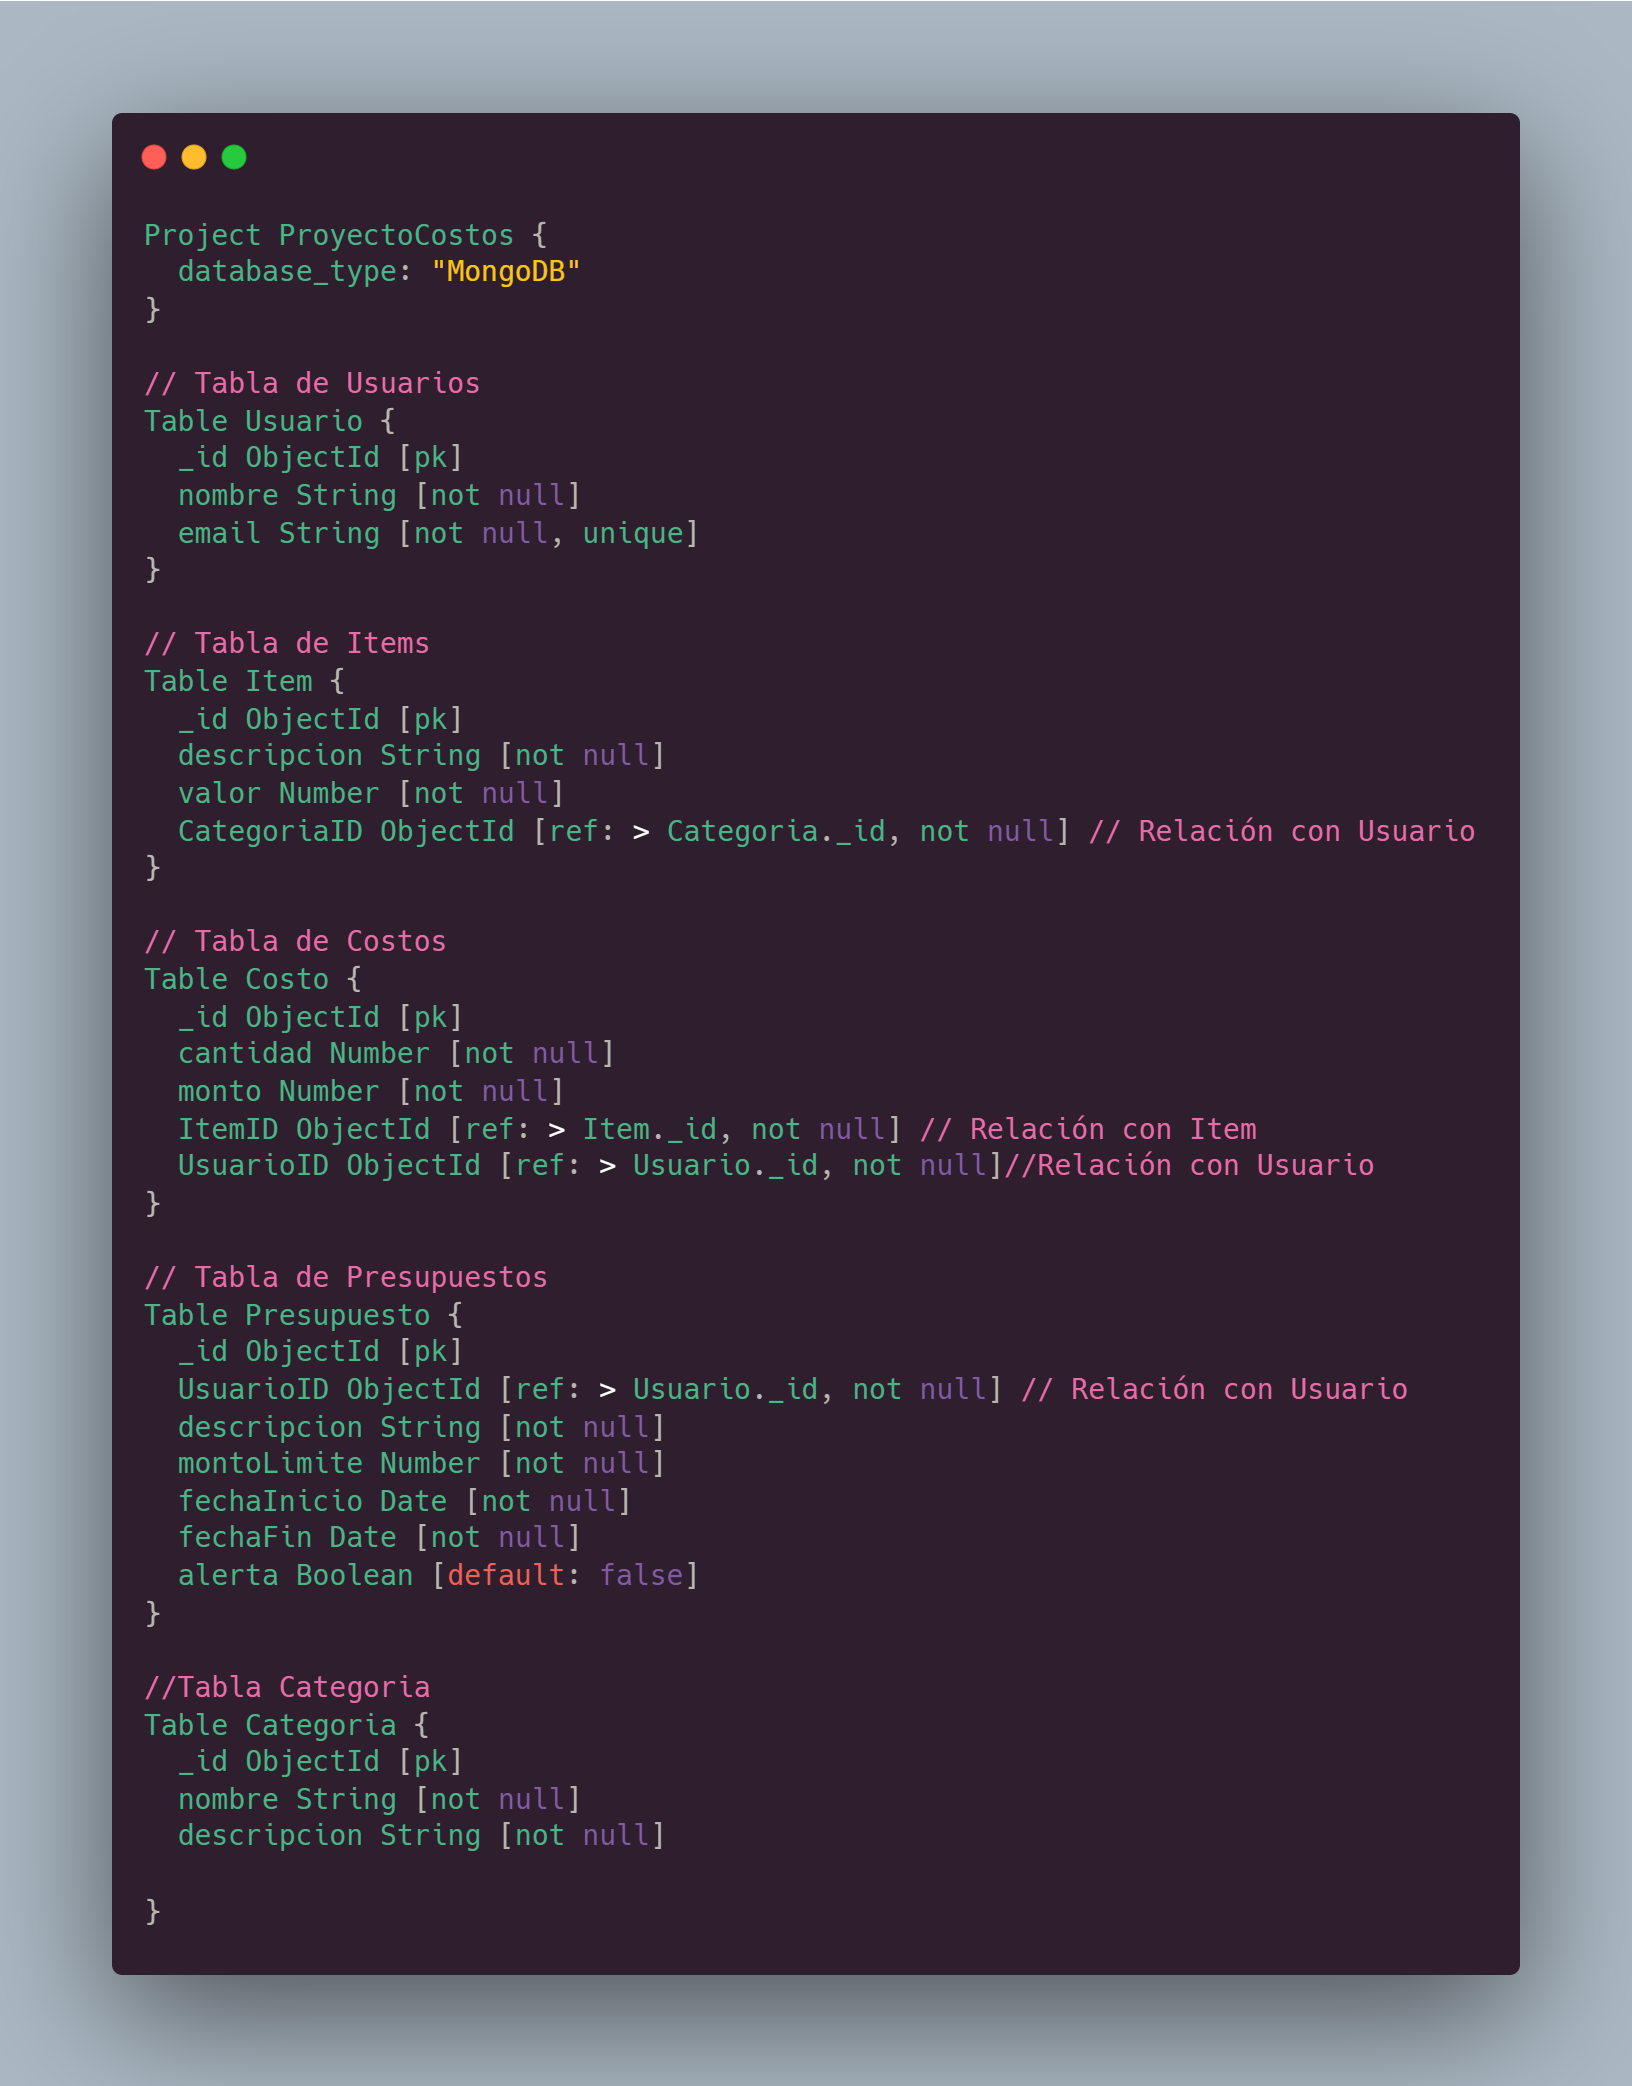 Project ProyectoCostos {
  database_type: "MongoDB"
}

// Tabla de Usuarios
Table Usuario {
  _id ObjectId [pk]
  nombre String [not null]
  email String [not null, unique]
}

// Tabla de Items
Table Item {
  _id ObjectId [pk]
  descripcion String [not null]
  valor Number [not null]
  CategoriaID ObjectId [ref: > Categoria._id, not null] // Relación con Usuario
}

// Tabla de Costos
Table Costo {
  _id ObjectId [pk]
  cantidad Number [not null]
  monto Number [not null]
  ItemID ObjectId [ref: > Item._id, not null] // Relación con Item
  UsuarioID ObjectId [ref: > Usuario._id, not null]//Relación con Usuario
}

// Tabla de Presupuestos
Table Presupuesto {
  _id ObjectId [pk]
  UsuarioID ObjectId [ref: > Usuario._id, not null] // Relación con Usuario
  descripcion String [not null]
  montoLimite Number [not null]
  fechaInicio Date [not null]
  fechaFin Date [not null]
  alerta Boolean [default: false]
}

//Tabla Categoria
Table Categoria {
  _id ObjectId [pk]
  nombre String [not null]
  descripcion String [not null]

}